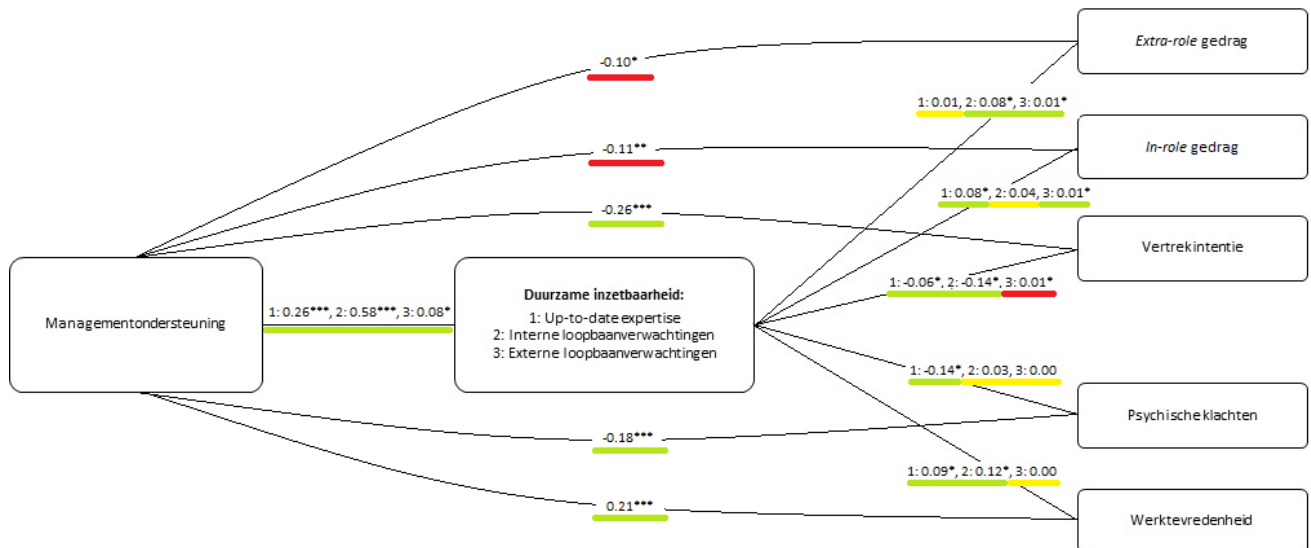 Extra-role gedrag
-0.10*
1: 0.01, 2: 0.08*, 3: 0.01*
-0.11**
In-role gedrag
1: 0.08*, 2: 0.04, 3: 0.01*
-0.26***
Vertrekintentie
1: -0.06*, 2: -0.14*, 3: 0.01*
Managementondersteuning
1: 0.26***, 2: 0.58***, 3: 0.08*
Duurzame inzetbaarheid:
1: Up-to-date expertise
2: Interne loopbaanverwachtingen
3: Externe loopbaanverwachtingen
1: -0.14*, 2: 0.03, 3: 0.00
Psychische klachten
-0.18***
1: 0.09*, 2: 0.12*, 3: 0.00
0.21***
Werktevredenheid